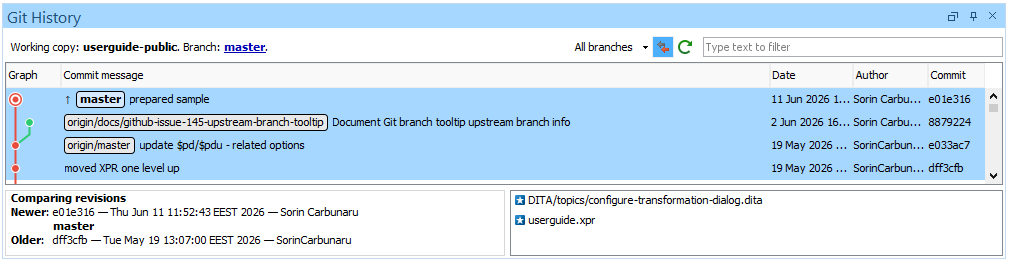 Git History
Working copy: userguide-public. Branch: master.
All branches
Type text to filter
Graph Commit message Date Author Commit
↑ master prepared sample 11 Jun 2026 1... Sorin Carbu... e01e316
origin/docs/github-issue-145-upstream-branch-tooltip Document Git branch tooltip upstream branch info 2 Jun 2026 16... Sorin Carbu... 8879224
origin/master update $pd/$pdu - related options 19 May 2026 ... SorinCarbun... e033ac7
moved XPR one level up 19 May 2026 ... SorinCarbun... dff3cfb
Comparing revisions
Newer: e01e316 — Thu Jun 11 11:52:43 EEST 2026 — Sorin Carbunaru
master
Older: dff3cfb — Tue May 19 13:07:00 EEST 2026 — SorinCarbunaru
DITA/topics/configure-transformation-dialog.dita
userguide.xpr